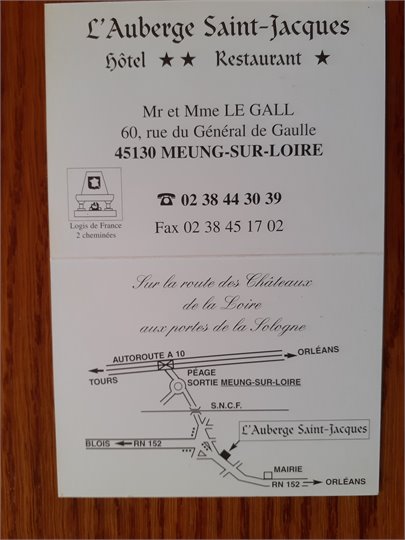 L'Auberge Saint-Jacques
Hôtel ★★ Restaurant ★
Mr et Mme LE GALL
60, rue du Général de Gaulle
45130 MEUNG-SUR-LOIRE
☎ 02 38 44 30 39
Fax 02 38 45 17 02
Logis de France
2 cheminées
Sur la route des Châteaux
de la Loire
aux portes de la Sologne
AUTOROUTE A 10
ORLÉANS
TOURS
PÉAGE
SORTIE MEUNG-SUR-LOIRE
S.N.C.F.
L'Auberge Saint-Jacques
BLOIS
RN 152
MAIRIE
RN 152
ORLÉANS